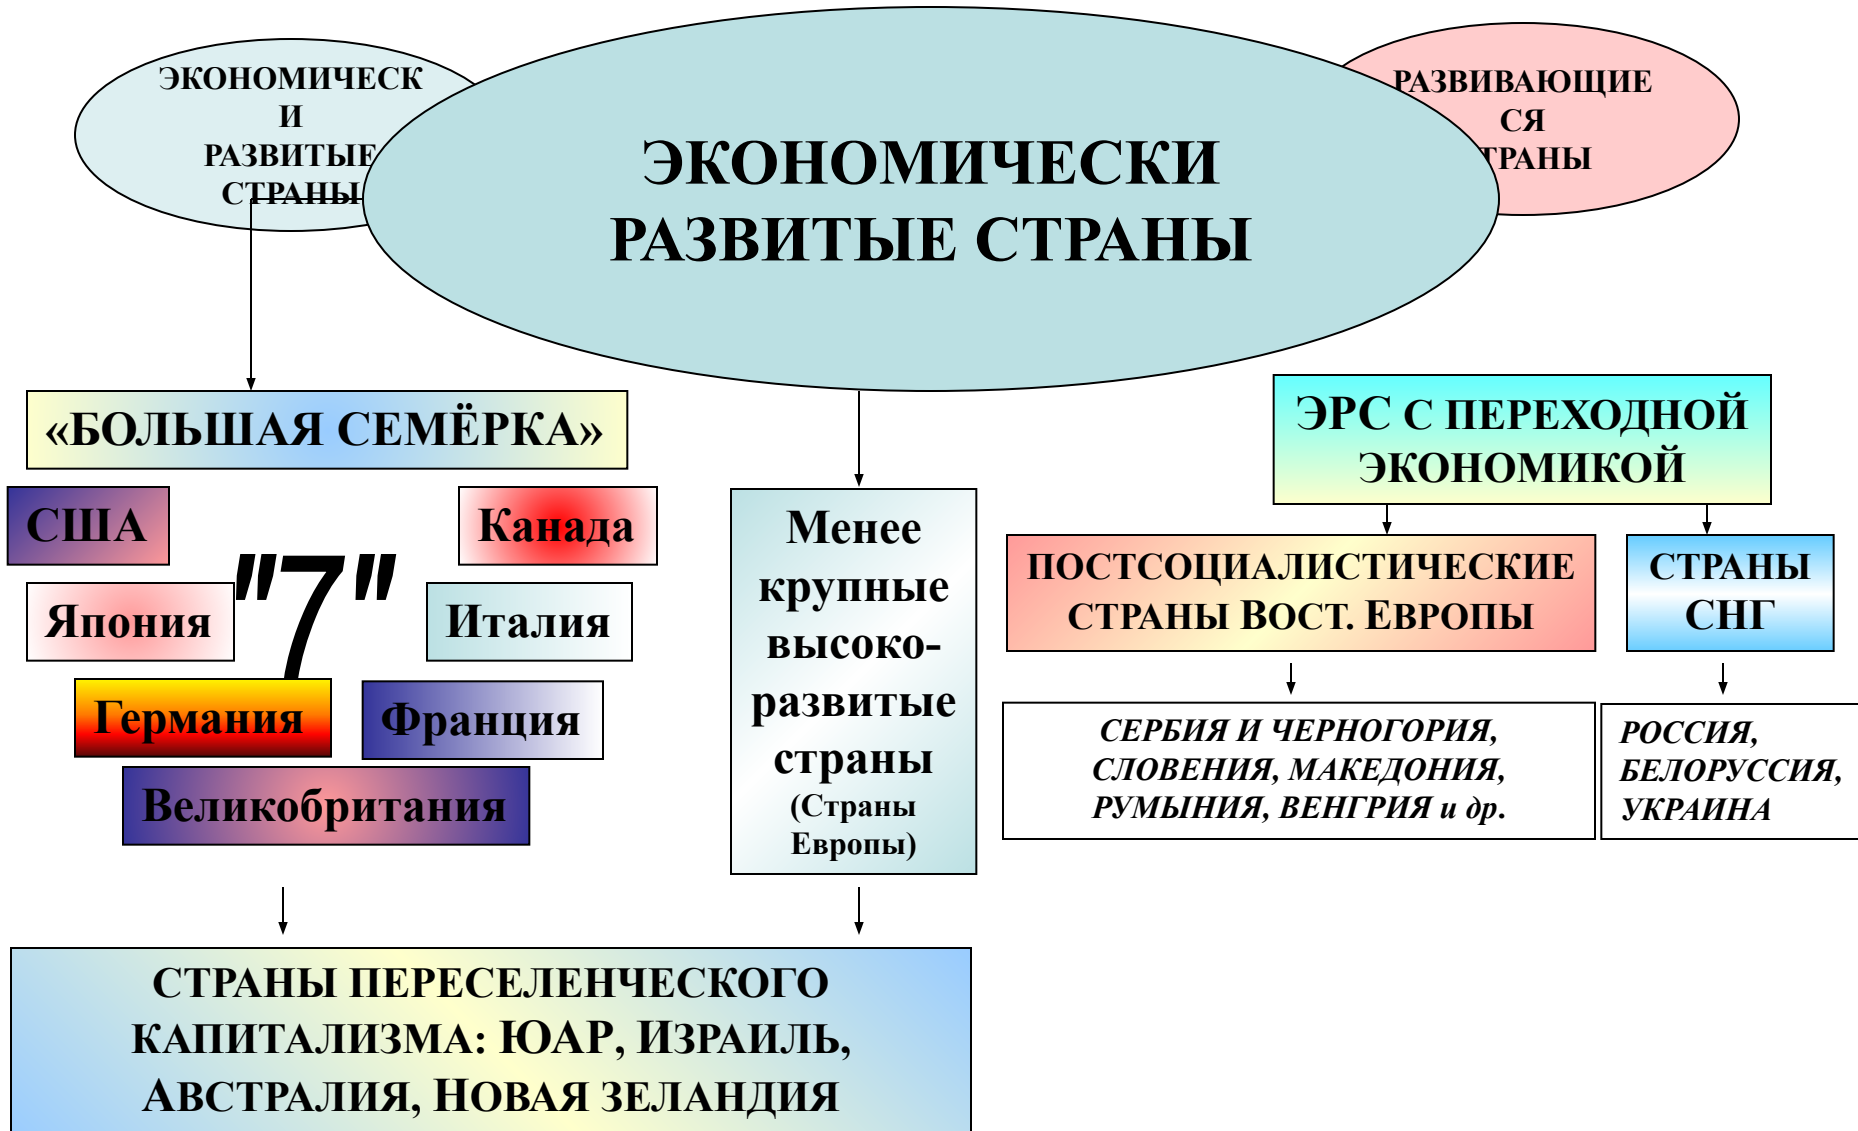 ЭКОНОМИЧЕСК
И
РАЗВИТЫЕ
СТРАНЫ
ЭКОНОМИЧЕСКИ
РАЗВИТЫЕ СТРАНЫ
РАЗВИВАЮЩИЕ
СЯ
СТРАНЫ
«БОЛЬШАЯ СЕМЁРКА»
США
Канада
"7"
Япония
Италия
Германия
Франция
Великобритания
Менее
крупные
высоко-
развитые
страны
(Страны
Европы)
ЭРС С ПЕРЕХОДНОЙ
ЭКОНОМИКОЙ
ПОСТСОЦИАЛИСТИЧЕСКИЕ
СТРАНЫ ВОСТ. ЕВРОПЫ
СТРАНЫ
СНГ
СЕРБИЯ И ЧЕРНОГОРИЯ,
СЛОВЕНИЯ, МАКЕДОНИЯ,
РУМЫНИЯ, ВЕНГРИЯ и др.
РОССИЯ,
БЕЛОРУССИЯ,
УКРАИНА
СТРАНЫ ПЕРЕСЕЛЕНЧЕСКОГО
КАПИТАЛИЗМА: ЮАР, ИЗРАИЛЬ,
АВСТРАЛИЯ, НОВАЯ ЗЕЛАНДИЯ